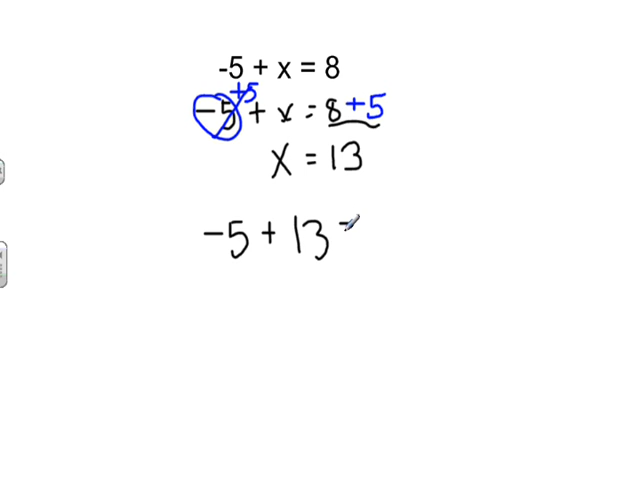 -5 + x = 8
+5
-5 + x = 8 +5
x = 13
-5 + 13 -